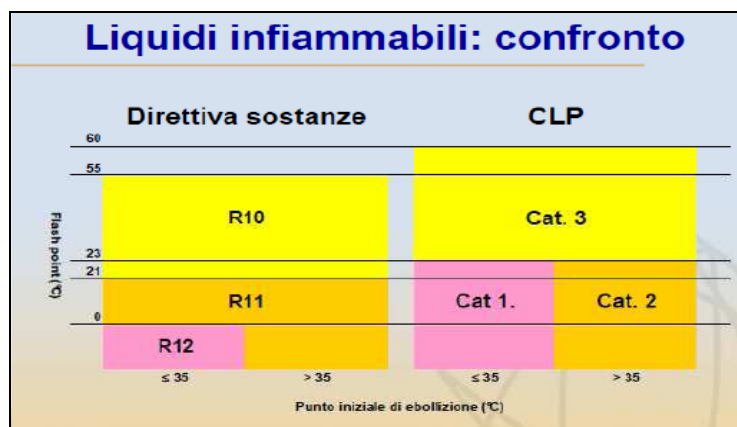 Liquidi infiammabili: confronto
Direttiva sostanze
CLP
60
55
R10
Cat. 3
23
21
R11
Cat 1.
Cat. 2
0
R12
≤ 35
> 35
≤ 35
> 35
Flash point (°C)
Punto iniziale di ebollizione (°C)